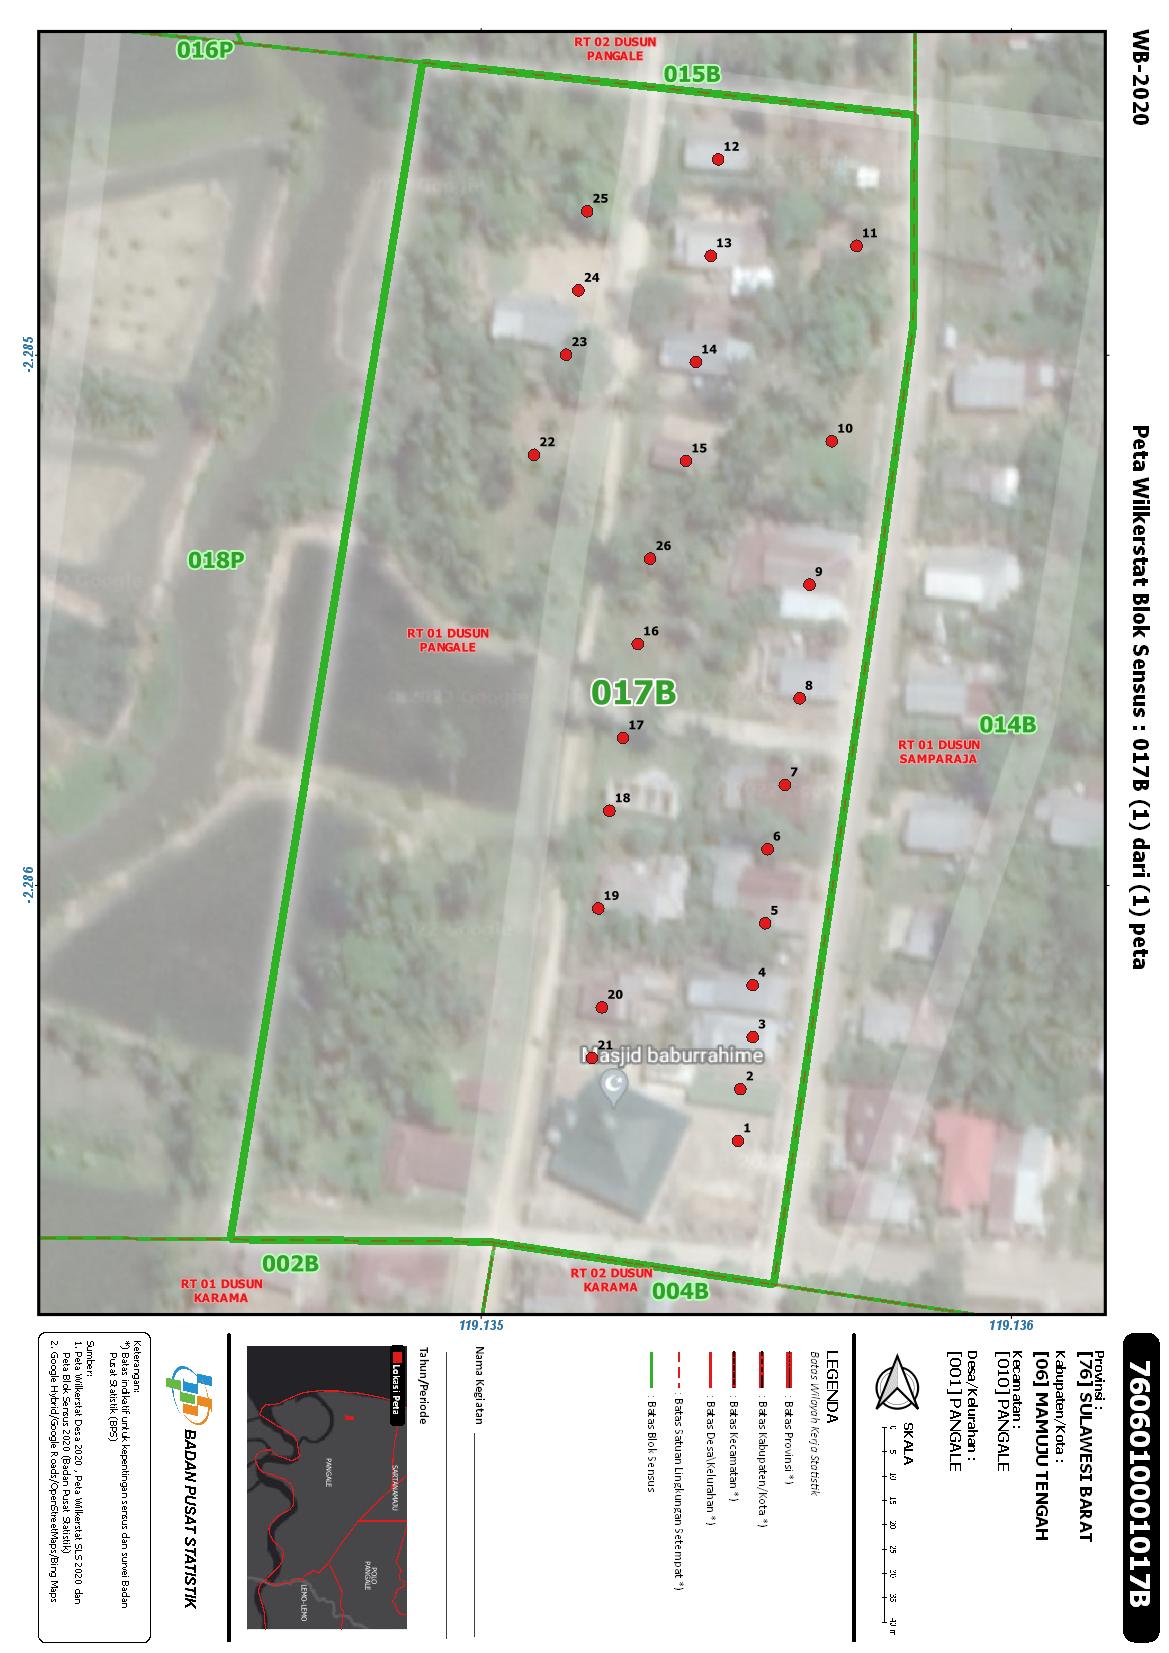 WB-2020
Peta Wilkerstat Blok Sensus : 017B (1) dari (1) peta
016P
RT 02 DUSUN
PANGALE
015B
12
25
11
13
24
23
14
22
10
15
26
9
018P
RT 01 DUSUN
PANGALE
16
017B
8
17
014B
RT 01 DUSUN
SAMPARAJA
7
18
6
19
5
4
20
3
21
Masjid baburrahime
2
1
002B
RT 01 DUSUN
KARAMA
RT 02 DUSUN
KARAMA
004B
-2.285
-2.286
119.135
119.136
7606010001017B
Provinsi :
[76] SULAWESI BARAT
Kabupaten/Kota :
[06] MAMUJU TENGAH
Kecamatan :
[010] PANGALE
Desa/Kelurahan :
[001] PANGALE
SKALA
0 5 10 15 20 25 30 35 40 m
LEGENDA
Batas Wilayah Kerja Statistik
: Batas Provinsi *)
: Batas Kabupaten/Kota *)
: Batas Kecamatan *)
: Batas Desa\Kelurahan *)
: Batas Satuan Lingkungan Setempat *)
: Batas Blok Sensus
Nama Kegiatan
Tahun/Periode
Lokasi Peta
SARTANAMAJU
PANGALE
POLO
PANGALE
LEMO-LEMO
BADAN PUSAT STATISTIK
Keterangan:
*) Batas indikatif untuk kepentingan sensus dan survei Badan
Pusat Statistik (BPS)
Sumber:
1. Peta Wilkerstat Desa 2020 , Peta Wilkerstat SLS 2020 dan
Peta Blok Sensus 2020 (Badan Pusat Statistik)
2. Google Hybrid/Google Roads/OpenStreetMaps/Bing Maps